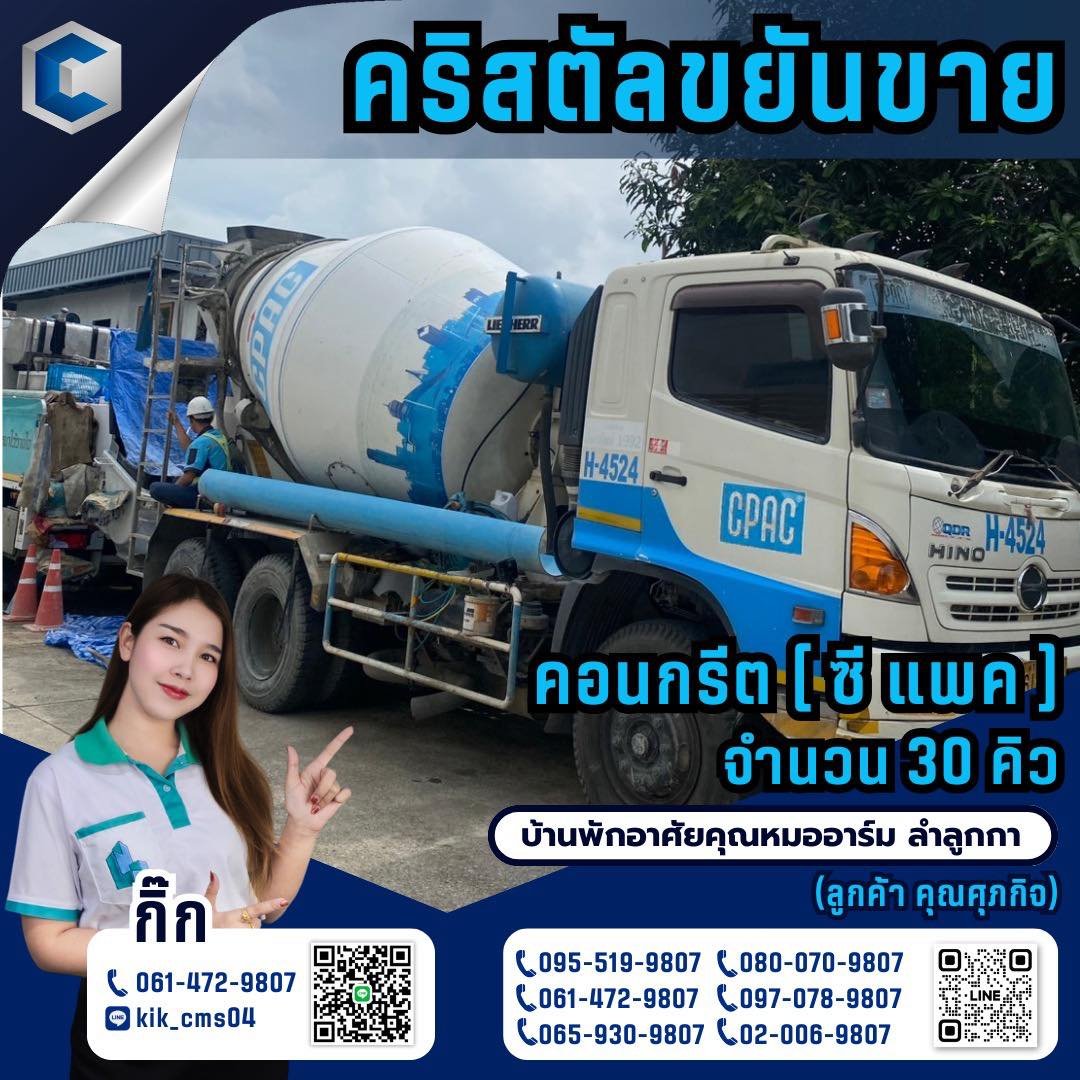 คริสตัลขยันขาย
CPAC
LIEBHERR
H-4524
CPAC
QDR
HINO
H-4524
คอนกรีต ( ซี แพค )
จำนวน 30 คิว
บ้านพักอาศัยคุณหมออาร์ม ลำลูกกา
(ลูกค้า คุณศุภกิจ)
กิ๊ก
061-472-9807
LINE kik_cms04
095-519-9807 080-070-9807
061-472-9807 097-078-9807
065-930-9807 02-006-9807
LINE